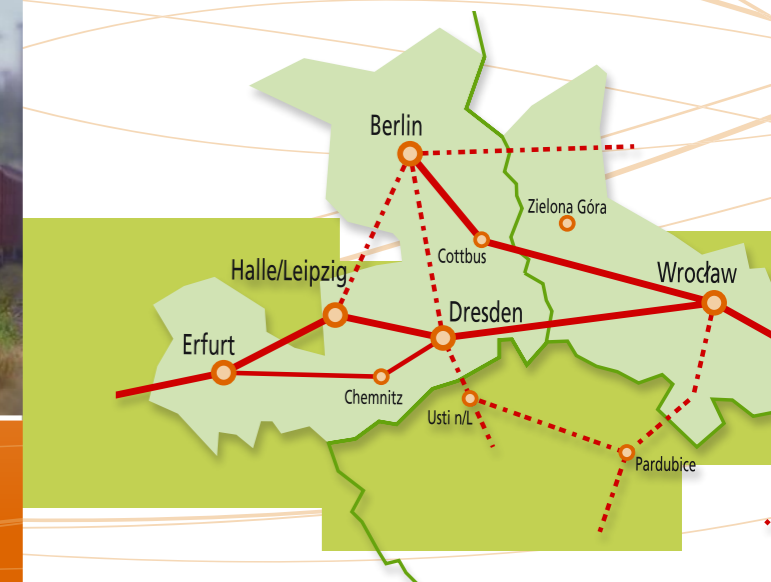 Berlin
Zielona Góra
Cottbus
Halle/Leipzig
Wrocław
Dresden
Erfurt
Chemnitz
Usti n/L
Pardubice